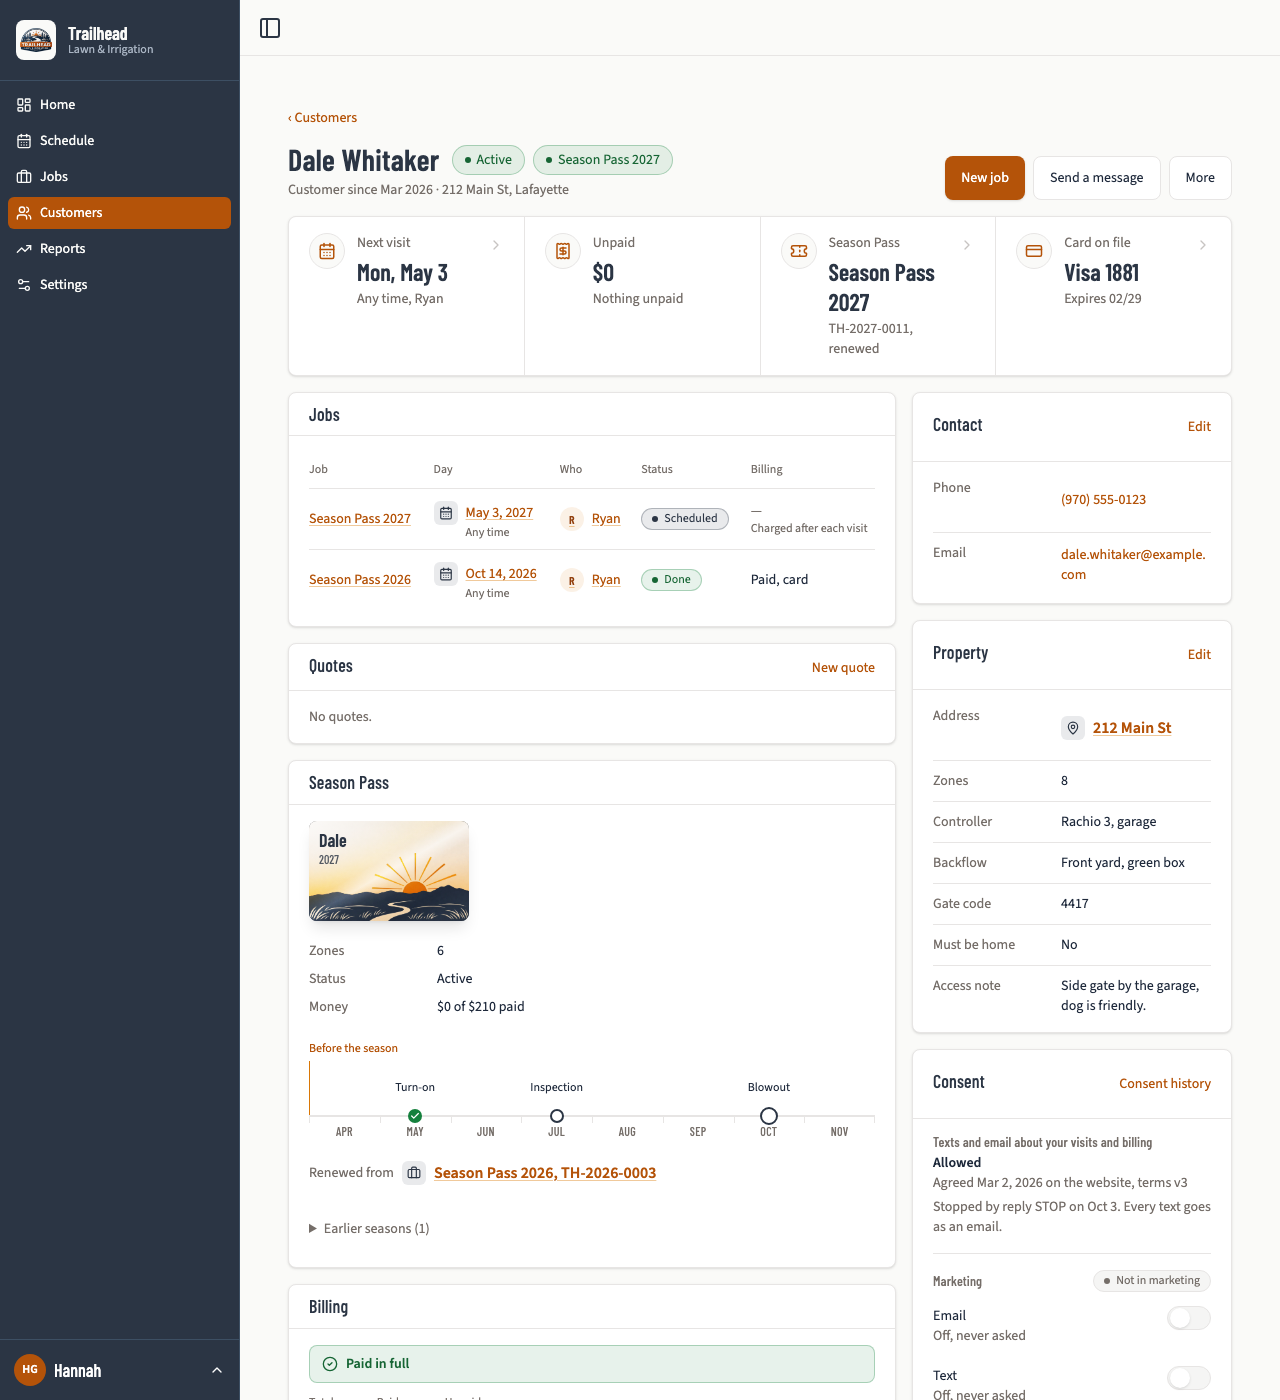 Trailhead
Lawn & Irrigation
TRAILHEAD
Home
Schedule
Jobs
Customers
Reports
Settings
HG Hannah
‹ Customers
Dale Whitaker
Active
Season Pass 2027
Customer since Mar 2026 · 212 Main St, Lafayette
New job
Send a message
More
Next visit
Mon, May 3
Any time, Ryan
Unpaid
$0
Nothing unpaid
Season Pass
Season Pass
2027
TH-2027-0011,
renewed
Card on file
Visa 1881
Expires 02/29
Jobs
Job Day Who Status Billing
Season Pass 2027 May 3, 2027 R Ryan Scheduled —
Any time Charged after each visit
Season Pass 2026 Oct 14, 2026 R Ryan Done Paid, card
Any time
Quotes New quote
No quotes.
Season Pass
Dale
2027
Zones 6
Status Active
Money $0 of $210 paid
Before the season
Turn-on Inspection Blowout
APR MAY JUN JUL AUG SEP OCT NOV
Renewed from Season Pass 2026, TH-2026-0003
Earlier seasons (1)
Billing
Paid in full
Contact Edit
Phone (970) 555-0123
Email dale.whitaker@example.
com
Property Edit
Address 212 Main St
Zones 8
Controller Rachio 3, garage
Backflow Front yard, green box
Gate code 4417
Must be home No
Access note Side gate by the garage,
dog is friendly.
Consent Consent history
Texts and email about your visits and billing
Allowed
Agreed Mar 2, 2026 on the website, terms v3
Stopped by reply STOP on Oct 3. Every text goes
as an email.
Marketing Not in marketing
Email
Off, never asked
Text
Off, never asked